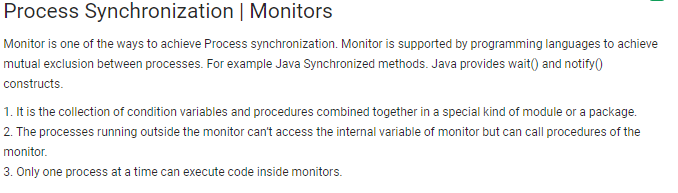 Process Synchronization | Monitors
Monitor is one of the ways to achieve Process synchronization. Monitor is supported by programming languages to achieve
mutual exclusion between processes. For example Java Synchronized methods. Java provides wait() and notify()
constructs.
1. It is the collection of condition variables and procedures combined together in a special kind of module or a package.
2. The processes running outside the monitor can't access the internal variable of monitor but can call procedures of the
monitor.
3. Only one process at a time can execute code inside monitors.